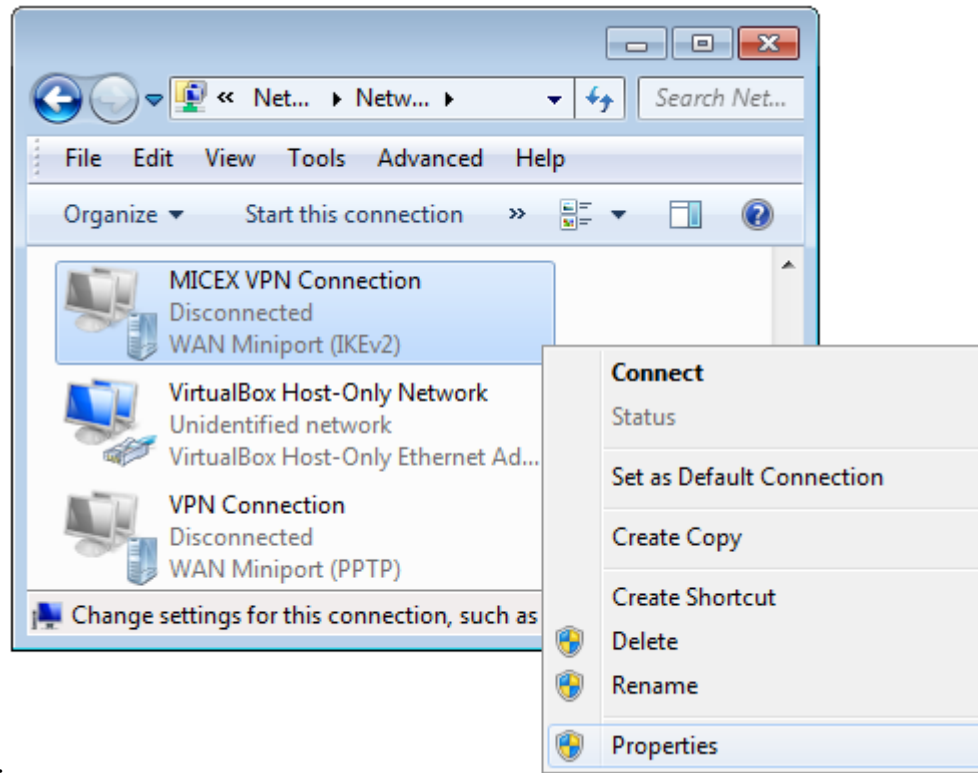 « Net... Netw... Search Net...
File Edit View Tools Advanced Help
Organize Start this connection »
MICEX VPN Connection
Disconnected
WAN Miniport (IKEv2)
VirtualBox Host-Only Network
Unidentified network
VirtualBox Host-Only Ethernet Ad...
VPN Connection
Disconnected
WAN Miniport (PPTP)
Change settings for this connection, such as
Connect
Status
Set as Default Connection
Create Copy
Create Shortcut
Delete
Rename
Properties
.